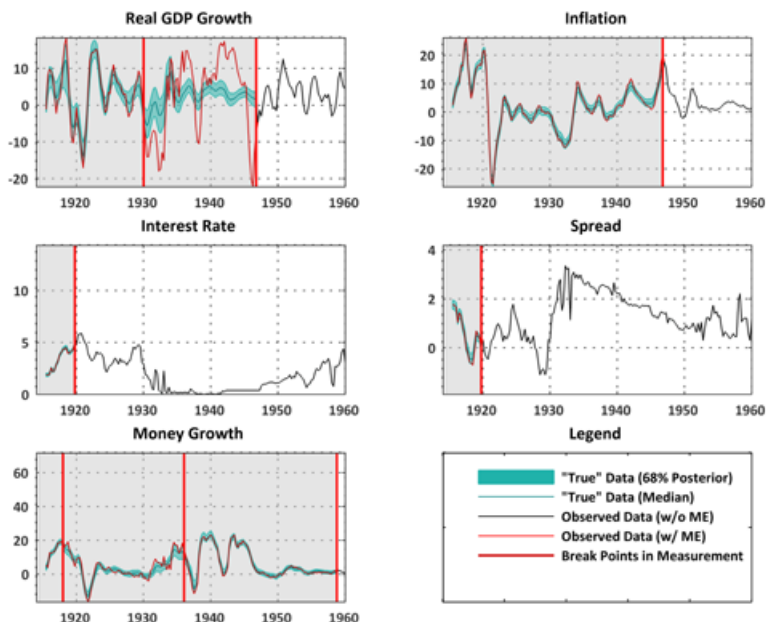 Real GDP Growth
10
0
-10
-20
1920 1930 1940 1950 1960
Inflation
20
10
0
-10
-20
1920 1930 1940 1950 1960
Interest Rate
10
5
0
1920 1930 1940 1950 1960
Spread
4
2
0
1920 1930 1940 1950 1960
Money Growth
60
40
20
0
1920 1930 1940 1950 1960
Legend
"True" Data (68% Posterior)
"True" Data (Median)
Observed Data (w/o ME)
Observed Data (w/ ME)
Break Points in Measurement